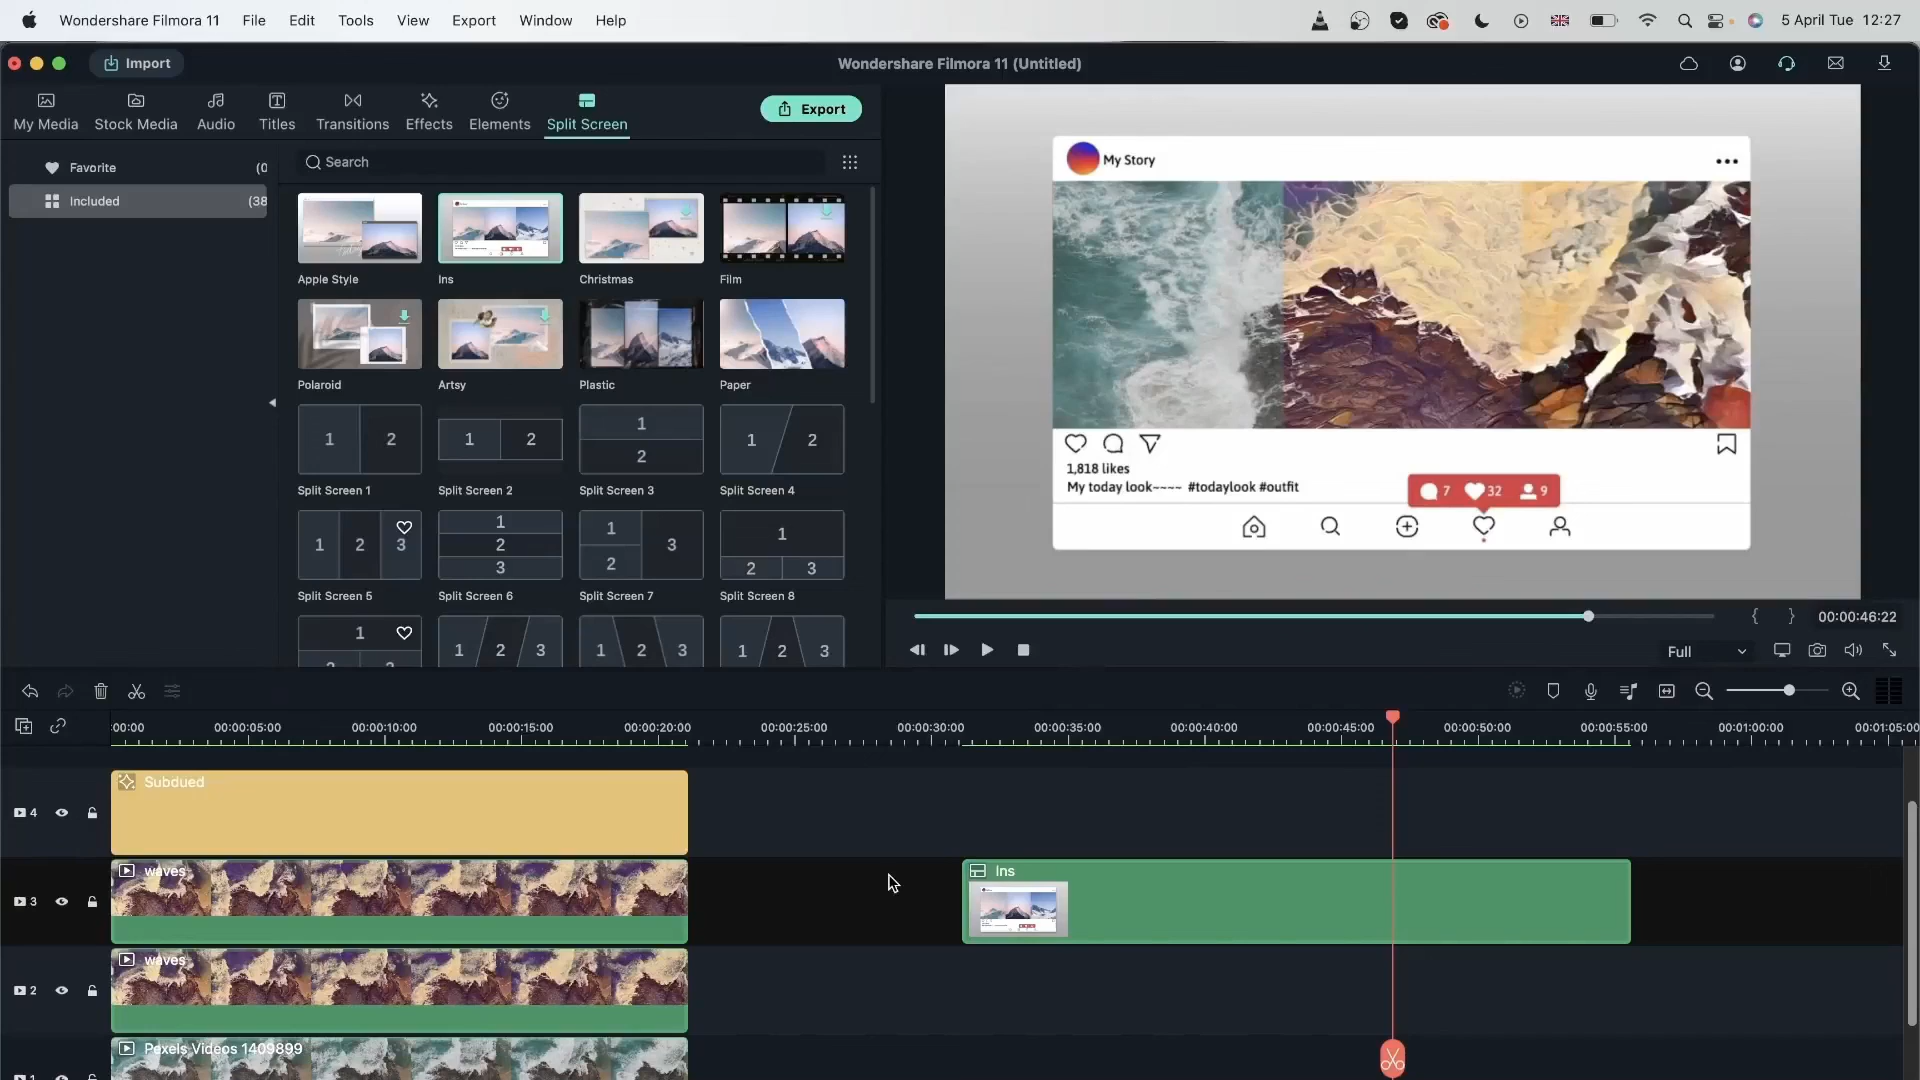 Wondershare Filmora 11 File Edit Tools View Export Window Help 5 April Tue 12:27
Import Wondershare Filmora 11 (Untitled)
My Media Stock Media Audio Titles Transitions Effects Elements Split Screen Export
Favorite (0
Included (38
Search
Apple Style Ins Christmas Film
Polaroid Artsy Plastic Paper
1 2 1 2 1 2 1 2
Split Screen 1 Split Screen 2 Split Screen 3 Split Screen 4
1 2 3 1 2 3 1 2 3 1 2 3
Split Screen 5 Split Screen 6 Split Screen 7 Split Screen 8
1 1 2 3 1 2 3 1 2 3
My Story
1,818 likes
My today look~~~~ #todaylook #outfit
7 32 9
{ } 00:00:46:22
Full
:00:00 00:00:05:00 00:00:10:00 00:00:15:00 00:00:20:00 00:00:25:00 00:00:30:00 00:00:35:00 00:00:40:00 00:00:45:00 00:00:50:00 00:00:55:00 00:01:00:00 00:01:05:00
4 Subdued
3 waves Ins
2 waves
1 Pexels Videos 1409899